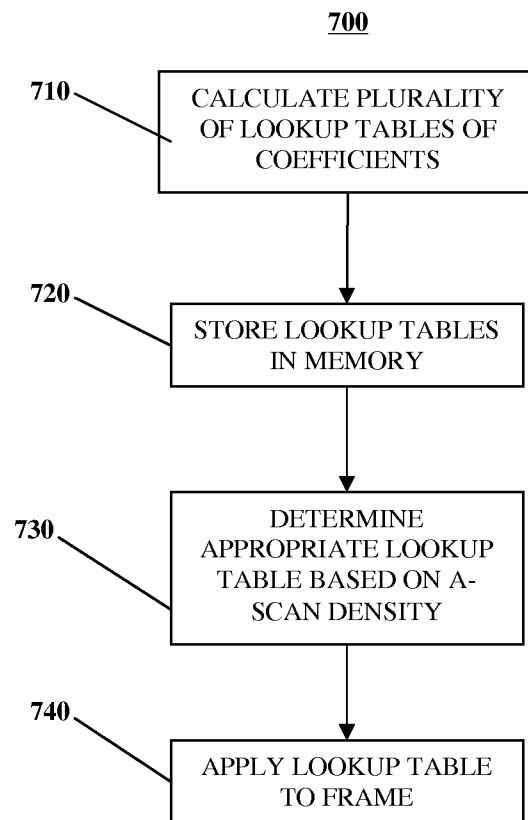 700
710
CALCULATE PLURALITY
OF LOOKUP TABLES OF
COEFFICIENTS
720
STORE LOOKUP TABLES
IN MEMORY
730
DETERMINE
APPROPRIATE LOOKUP
TABLE BASED ON A-
SCAN DENSITY
740
APPLY LOOKUP TABLE
TO FRAME